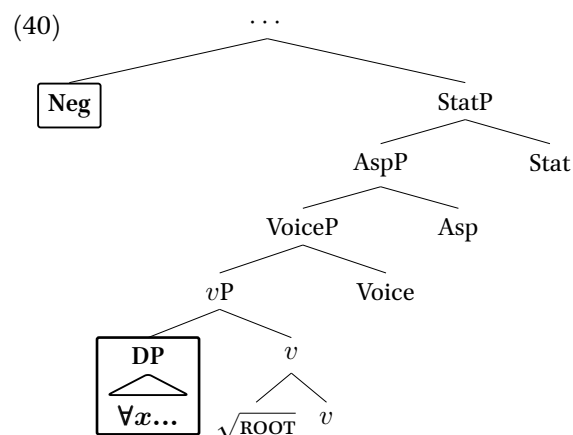 (40) ...
Neg StatP
AspP Stat
VoiceP Asp
vP Voice
DP v
∀x... √ROOT v